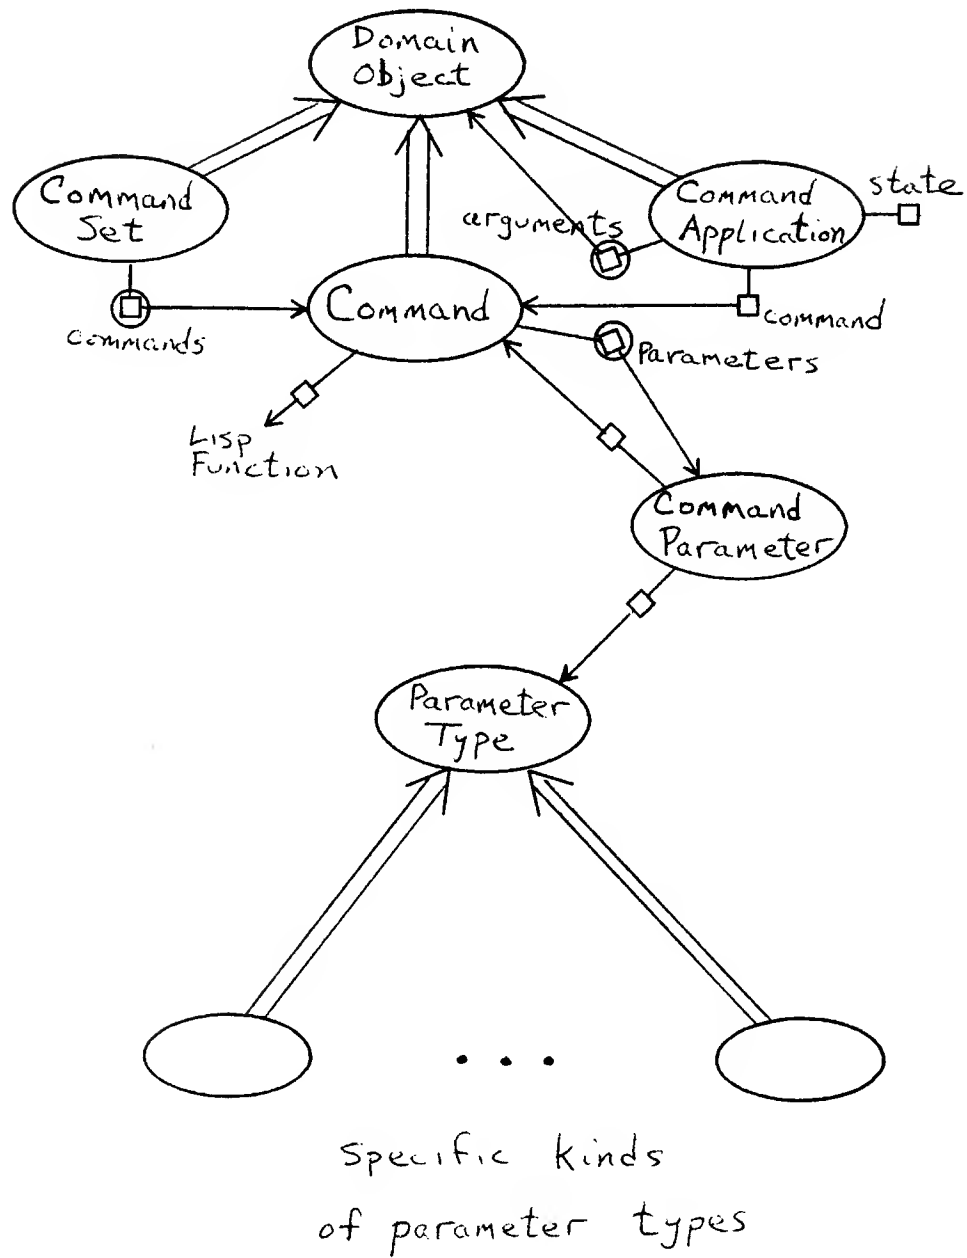 Domain
Object
Command
Set
Command
Application
state
arguments
commands
Command
command
Parameters
Lisp
Function
Command
Parameter
Parameter
Type
. . .
Specific kinds
of parameter types